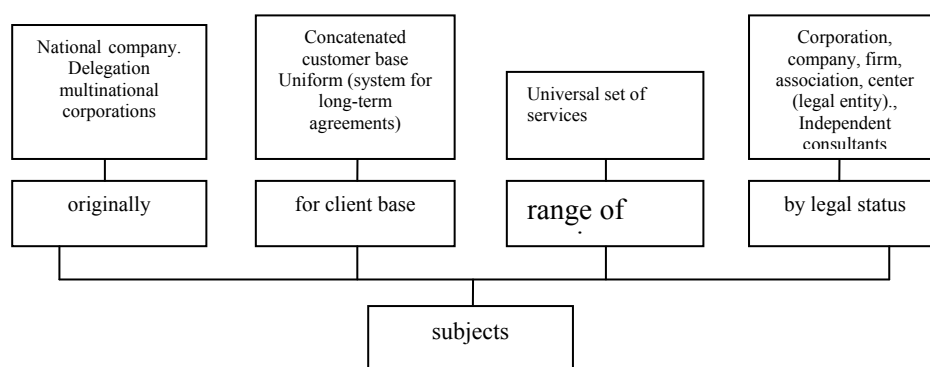 National company.
Delegation
multinational
corporations
Concatenated
customer base
Uniform (system for
long-term
agreements)
Universal set of
services
Corporation,
company, firm,
association, center
(legal entity).,
Independent
consultants
originally
for client base
range of
by legal status
subjects